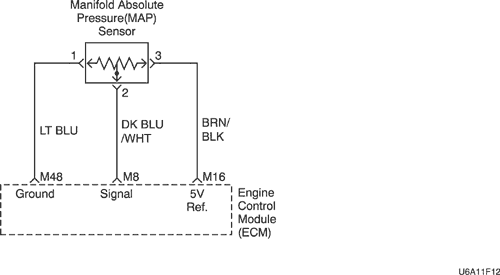 Manifold Absolute
Pressure(MAP)
Sensor
1
3
2
LT BLU
DK BLU
/WHT
BRN/
BLK
M48
M8
M16
Ground
Signal
5V
Ref.
Engine
Control
Module
(ECM)
U6A11F12